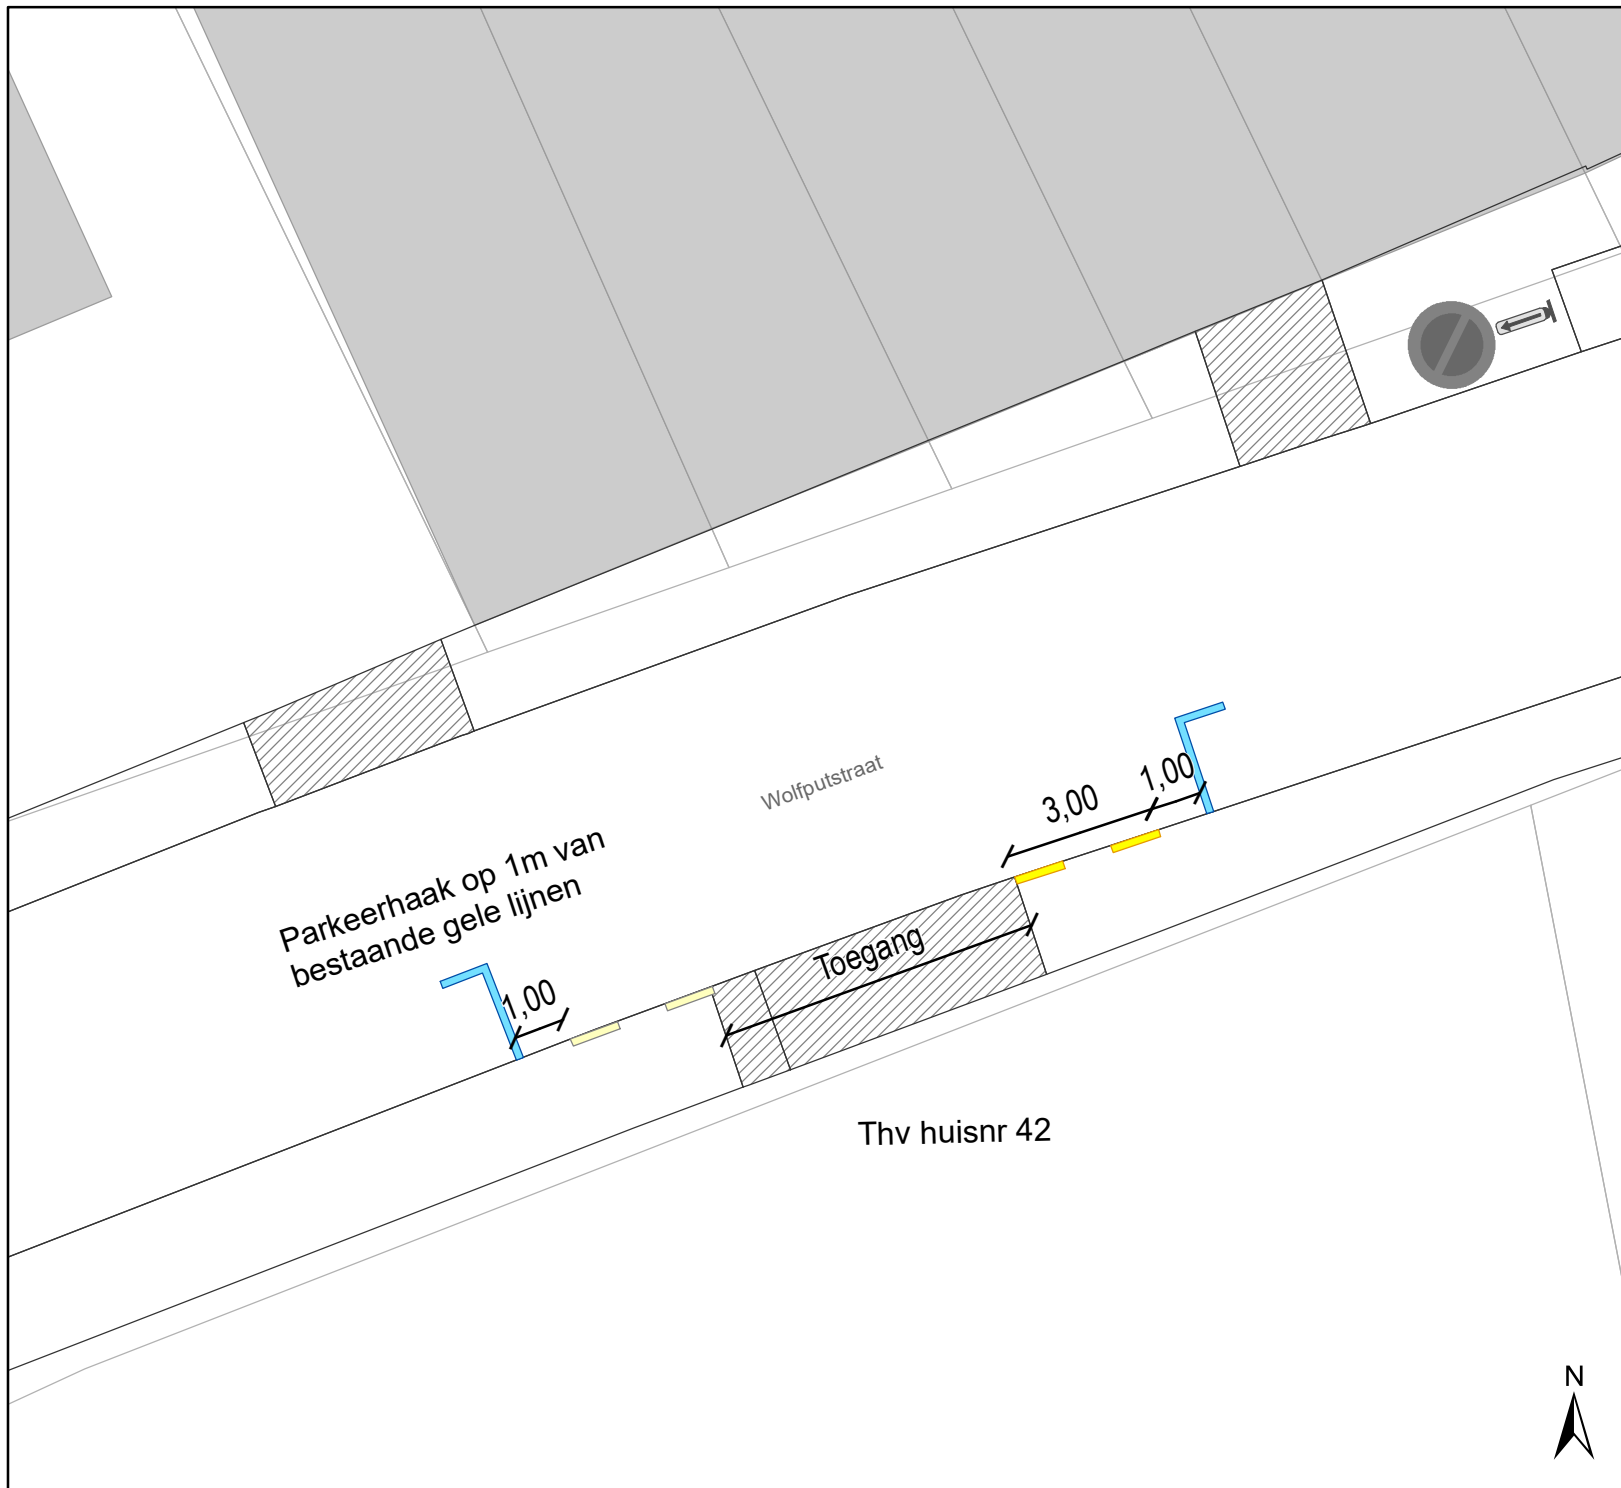 Wolfputstraat
1,00
3,00
Parkeerhaak op 1m van
bestaande gele lijnen
Toegang
1,00
Thv huisnr 42
N